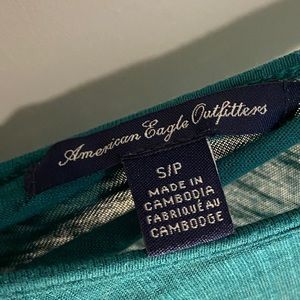 American Eagle Outfitters
S/P
MADE IN
CAMBODIA
FABRIQUÉ AU
CAMBODGE